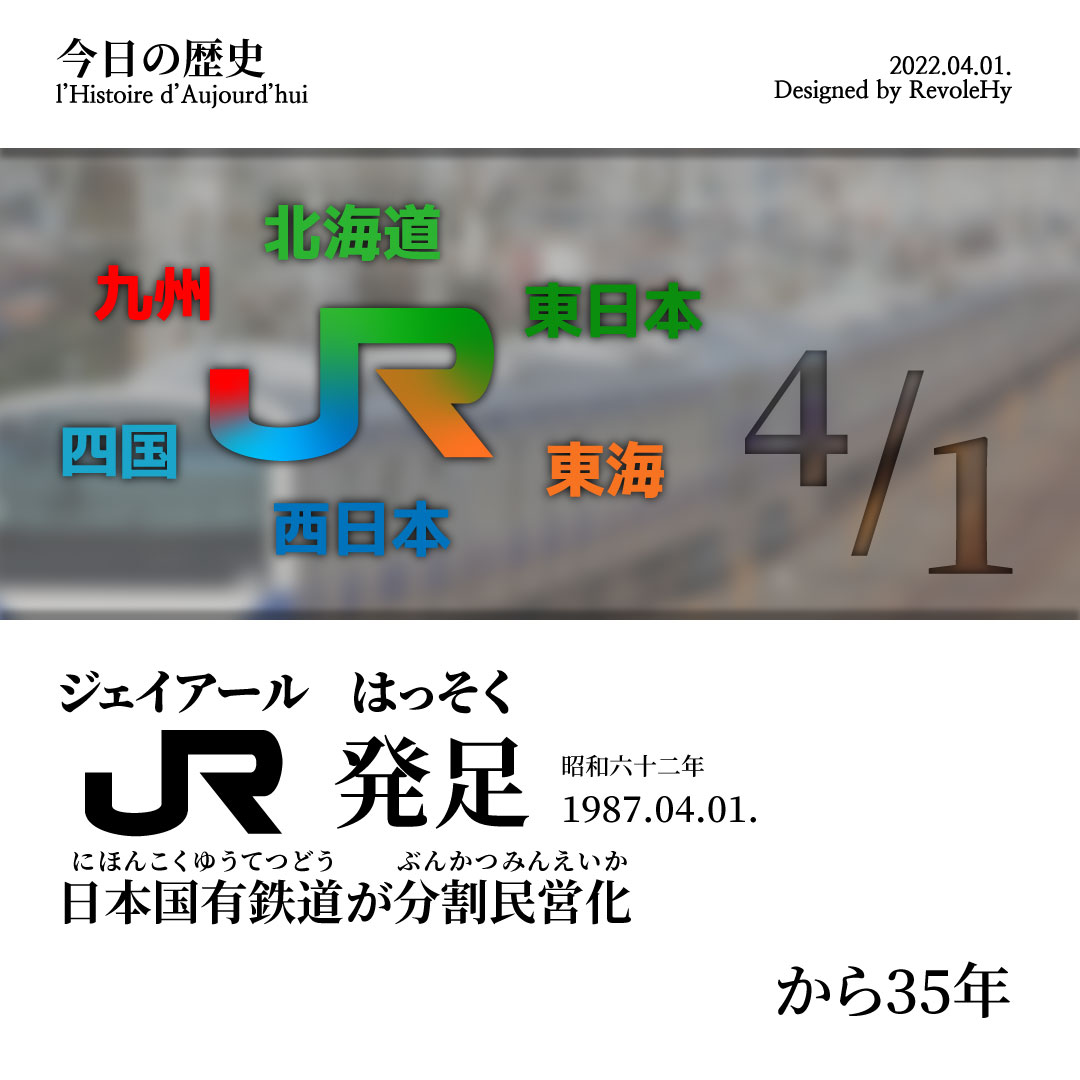 今日の歴史
l'Histoire d'Aujourd'hui
2022.04.01.
Designed by RevoleHy
北海道
九州
東日本
JR
四国
東海
西日本
4/1
ジェイアール はっそく
JR 発足
昭和六十二年
1987.04.01.
にほんこくゆうてつどう ぶんかつみんえいか
日本国有鉄道が分割民営化
から35年